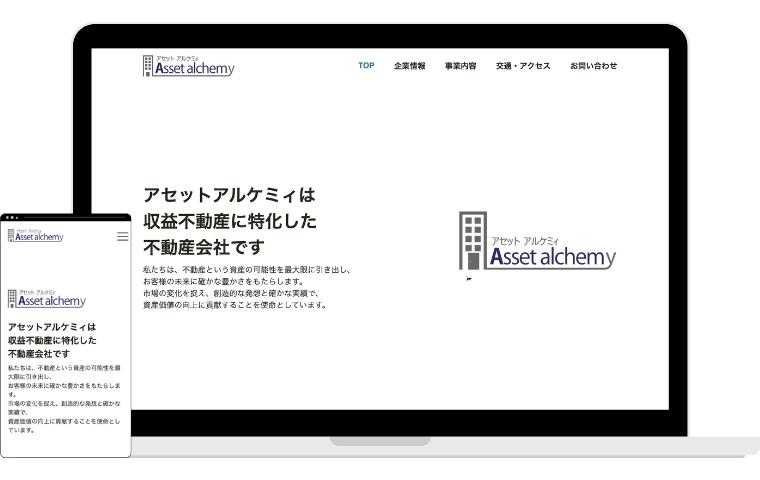 アセット アルケミィ
Asset alchemy
TOP 企業情報 事業内容 交通・アクセス お問い合わせ
アセットアルケミィは
収益不動産に特化した
不動産会社です
私たちは、不動産という資産の可能性を最大限に引き出し、
お客様の未来に確かな豊かさをもたらします。
市場の変化を捉え、創造的な発想と確かな実績で、
資産価値の向上に貢献することを使命としています。
アセット アルケミィ
Asset alchemy
アセット アルケミィ
Asset alchemy
アセット アルケミィ
Asset alchemy
アセットアルケミィは
収益不動産に特化した
不動産会社です
私たちは、不動産という資産の可能性を最
大限に引き出し、
お客様の未来に確かな豊かさをもたらしま
す。
市場の変化を捉え、創造的な発想と確かな
実績で、
資産価値の向上に貢献することを使命とし
ています。